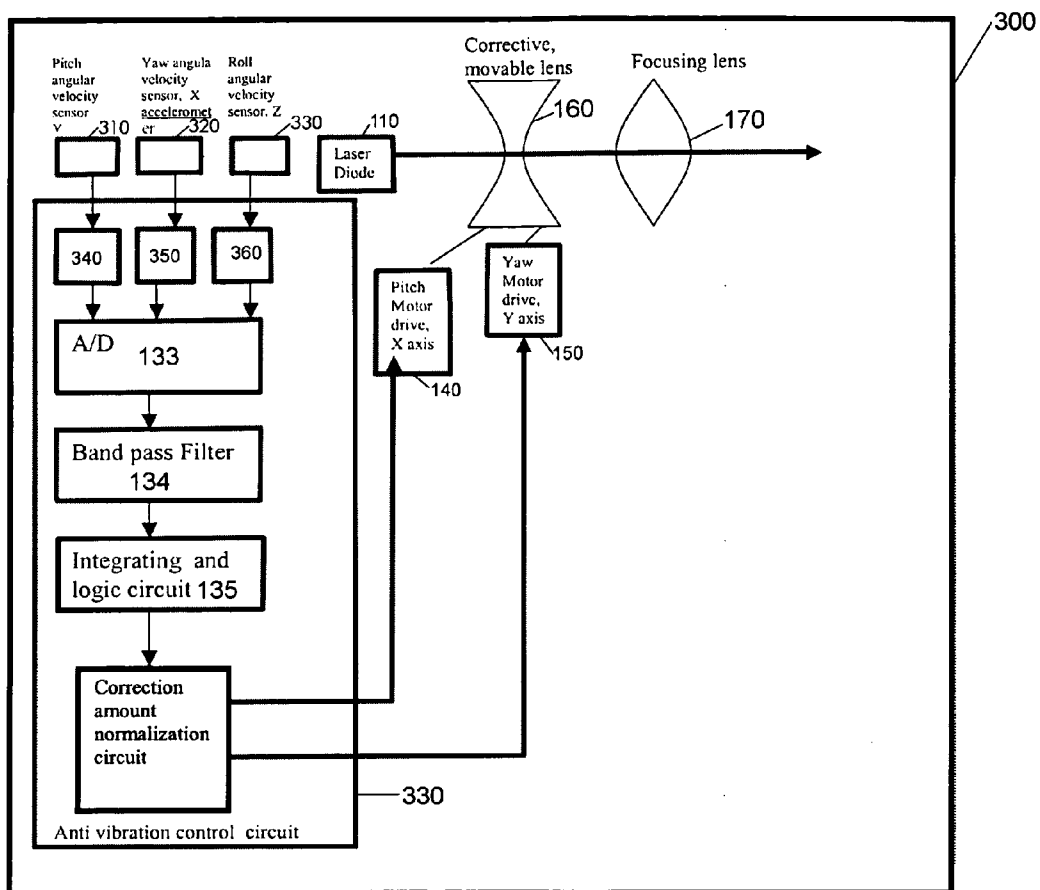 300
Pitch
angular
velocity
sensor
Y
310
Yaw angula
velocity
sensor, X
acceleromet
er
320
Roll
angular
velocity
sensor, Z
330
110
Laser
Diode
Corrective,
movable lens
160
Focusing lens
170
340
350
360
A/D 133
Band pass Filter
134
Integrating and
logic circuit 135
Correction
amount
normalization
circuit
Pitch
Motor
drive,
X axis
140
Yaw
Motor
drive,
Y axis
150
330
Anti vibration control circuit